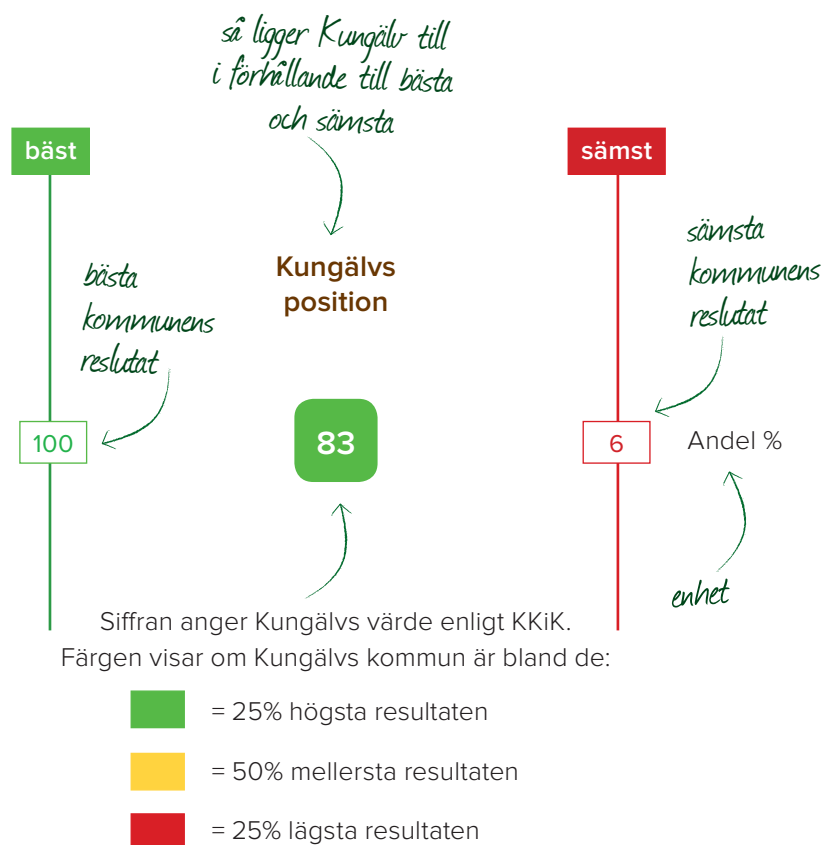 så ligger Kungälv till
i förhållande till bästa
och sämsta
bäst
sämst
Kungälvs
position
bästa
kommunens
reslutat
sämsta
kommunens
reslutat
100
83
6
Andel %
enhet
Siffran anger Kungälvs värde enligt KKiK.
Färgen visar om Kungälvs kommun är bland de:
= 25% högsta resultaten
= 50% mellersta resultaten
= 25% lägsta resultaten